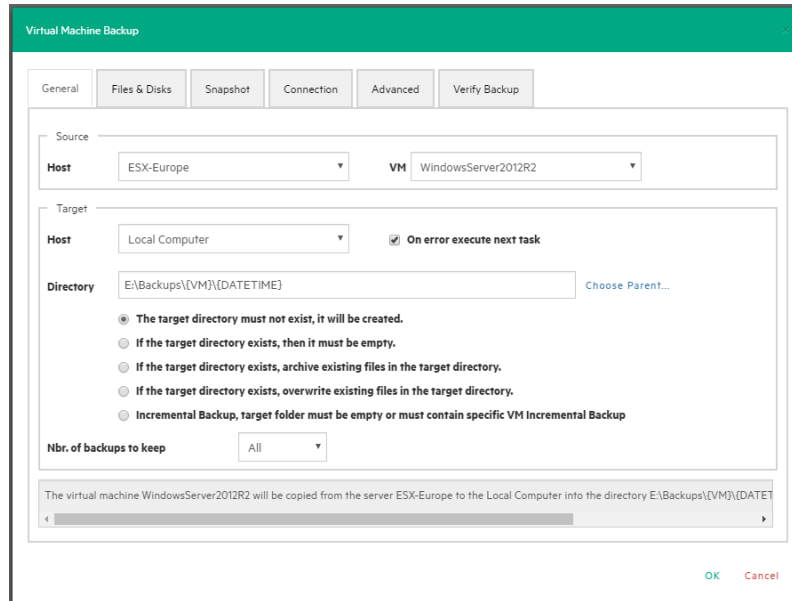 Virtual Machine Backup
General Files & Disks Snapshot Connection Advanced Verify Backup
Source
Host ESX-Europe VM WindowsServer2012R2
Target
Host Local Computer On error execute next task
Directory E:\Backups\{VM}\{DATETIME} Choose Parent...
The target directory must not exist, it will be created.
If the target directory exists, then it must be empty.
If the target directory exists, archive existing files in the target directory.
If the target directory exists, overwrite existing files in the target directory.
Incremental Backup, target folder must be empty or must contain specific VM Incremental Backup
Nbr. of backups to keep All
The virtual machine WindowsServer2012R2 will be copied from the server ESX-Europe to the Local Computer into the directory E:\Backups\{VM}\{DATET
OK Cancel